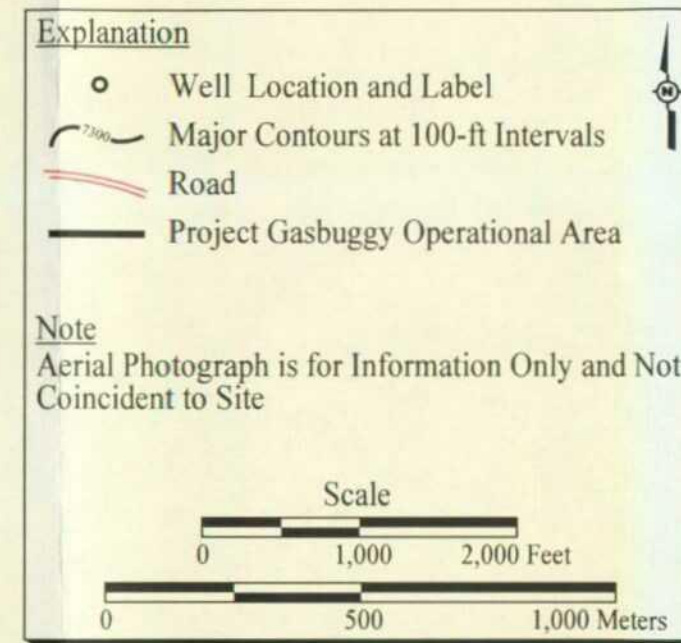 Explanation
N
Well Location and Label
7300
Major Contours at 100-ft Intervals
Road
Project Gasbuggy Operational Area
Note
Aerial Photograph is for Information Only and Not
Coincident to Site
Scale
0 1,000 2,000 Feet
0 500 1,000 Meters